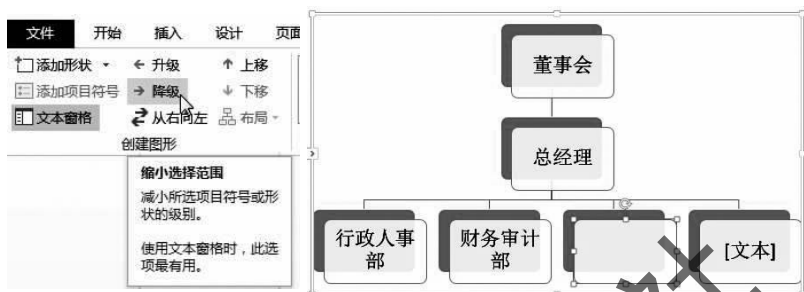 文件 开始 插入 设计 页面
添加形状 升级 上移
添加项目符号 降级 下移
文本窗格 从右向左 布局
创建图形
缩小选择范围
减小所选项目符号或形
状的级别。
使用文本窗格时，此选
项最有用。
董事会
总经理
行政人事
部
财务审计
部
[文本]